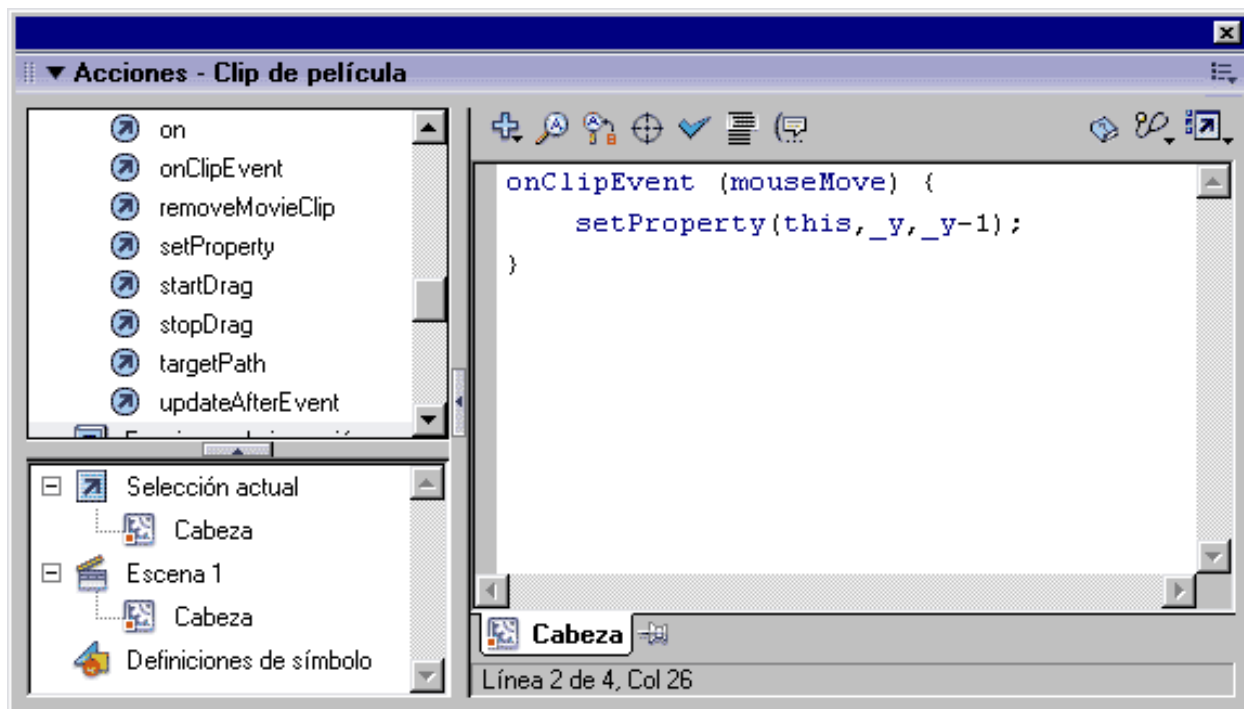 Acciones - Clip de película
on
onClipEvent
removeMovieClip
setProperty
startDrag
stopDrag
targetPath
updateAfterEvent
Selección actual
Cabeza
Escena 1
Cabeza
Definiciones de símbolo
onClipEvent (mouseMove) {
setProperty(this,_y,_y-1);
}
Cabeza
Línea 2 de 4, Col 26